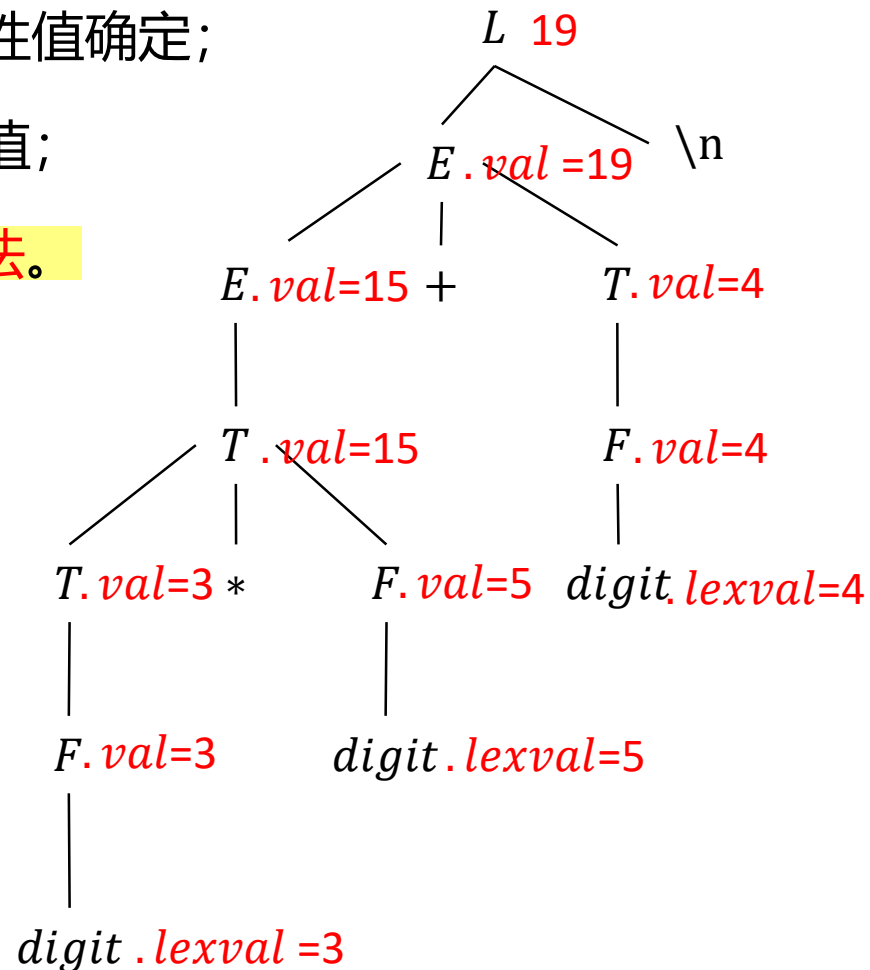 性值确定；
L 19
值；
E . val =19 \n
法。
E. val=15 + T. val=4
T . val=15 F. val=4
T. val=3 * F. val=5 digit. lexval=4
F. val=3 digit . lexval=5
digit . lexval =3